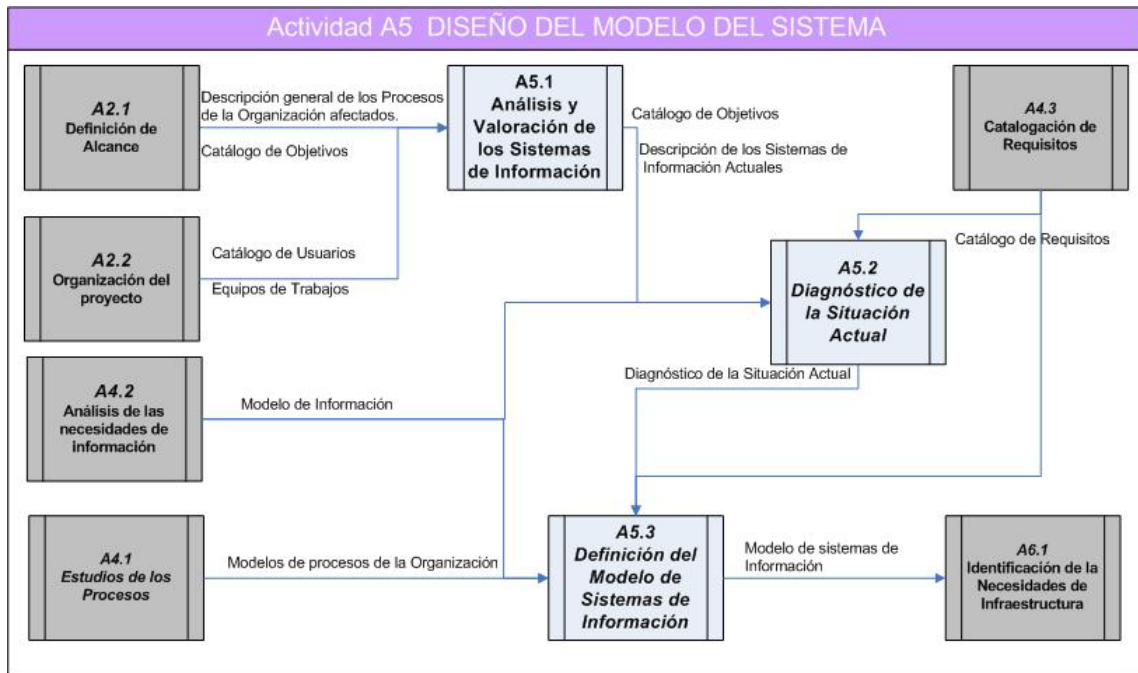 Actividad A5 DISEÑO DEL MODELO DEL SISTEMA
A2.1
Definición de
Alcance
Descripción general de los Procesos
de la Organización afectados.
Catálogo de Objetivos
A5.1
Análisis y
Valoración de
los Sistemas
de Información
Catálogo de Objetivos
Descripción de los Sistemas de
Información Actuales
A4.3
Catalogación de
Requisitos
A2.2
Organización del
proyecto
Catálogo de Usuarios
Equipos de Trabajos
Catálogo de Requisitos
A5.2
Diagnóstico de
la Situación
Actual
A4.2
Análisis de las
necesidades de
información
Modelo de Información
Diagnóstico de la Situación Actual
A4.1
Estudios de los
Procesos
Modelos de procesos de la Organización
A5.3
Definición del
Modelo de
Sistemas de
Información
Modelo de sistemas de
Información
A6.1
Identificación de la
Necesidades de
Infraestructura